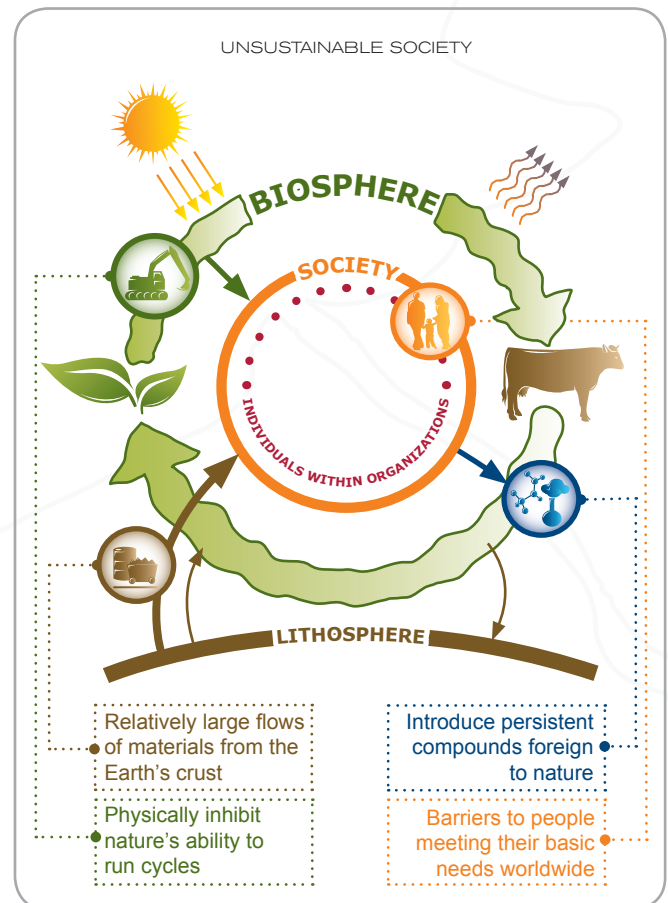 UNSUSTAINABLE SOCIETY
BIOSPHERE
SOCIETY
INDIVIDUALS WITHIN ORGANIZATIONS
LITHOSPHERE
Relatively large flows
of materials from the
Earth's crust
Physically inhibit
nature's ability to
run cycles
Introduce persistent
compounds foreign
to nature
Barriers to people
meeting their basic
needs worldwide